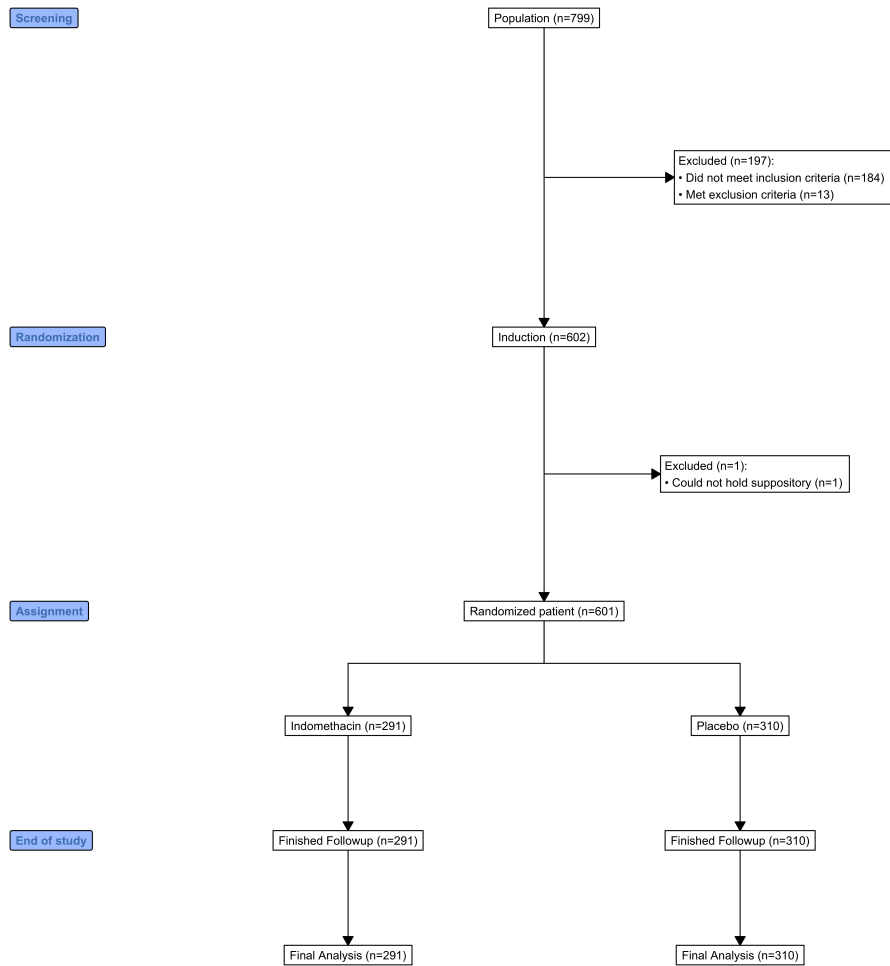 Screening
Population (n=799)
Excluded (n=197):
• Did not meet inclusion criteria (n=184)
• Met exclusion criteria (n=13)
Randomization
Induction (n=602)
Excluded (n=1):
• Could not hold suppository (n=1)
Assignment
Randomized patient (n=601)
Indomethacin (n=291)
Placebo (n=310)
End of study
Finished Followup (n=291)
Finished Followup (n=310)
Final Analysis (n=291)
Final Analysis (n=310)